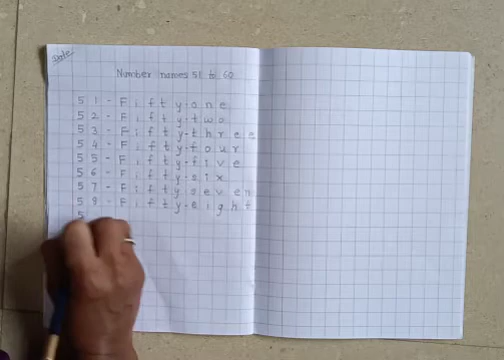 Date
Number names 51 to 60
51 - Fifty-one
52 - Fifty-two
53 - Fifty-three
54 - Fifty-four
55 - Fifty-five
56 - Fifty-six
57 - Fifty-seven
58 - Fifty-eight
5